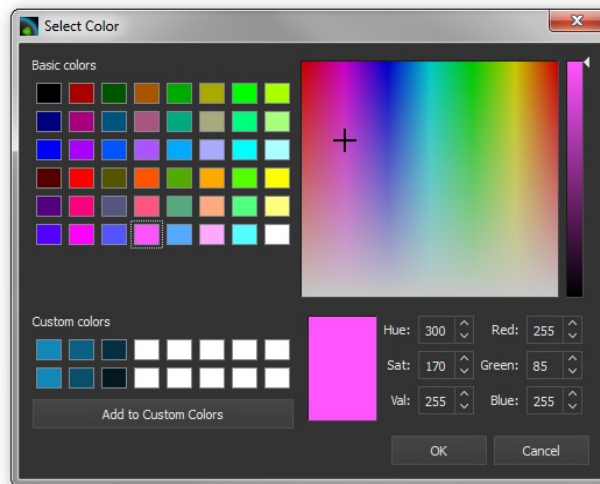 Select Color
Basic colors
Custom colors
Add to Custom Colors
Hue: 300 Red: 255
Sat: 170 Green: 85
Val: 255 Blue: 255
OK Cancel